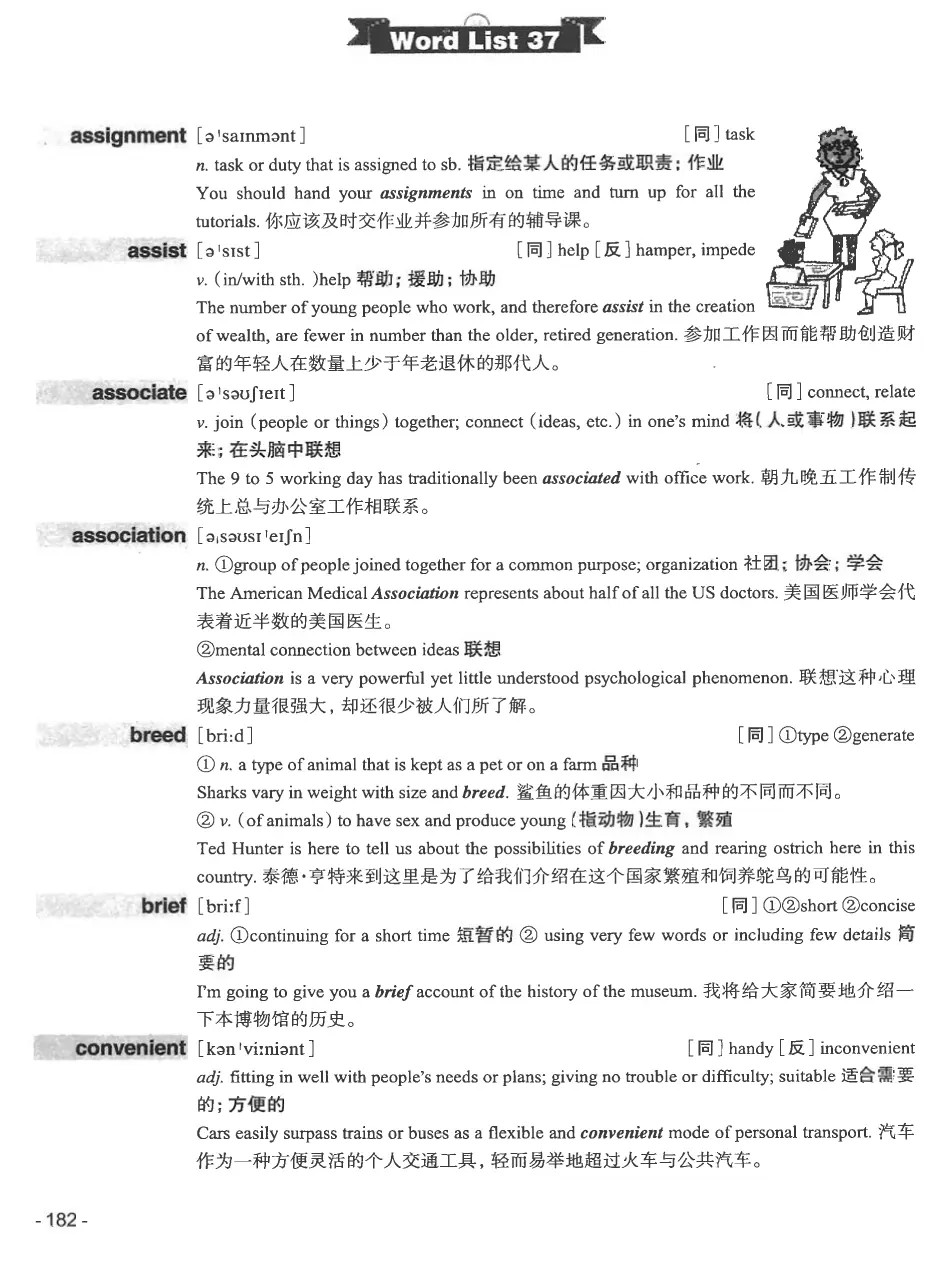 Word List 37
assignment [ə'saɪnmənt] [同] task
n. task or duty that is assigned to sb. 指定给某人的任务或职责；作业
You should hand your assignments in on time and turn up for all the
tutorials. 你应该及时交作业并参加所有的辅导课。
assist [ə'sɪst] [同] help [反] hamper, impede
v. (in/with sth. )help 帮助；援助；协助
The number of young people who work, and therefore assist in the creation
of wealth, are fewer in number than the older, retired generation. 参加工作因而能帮助创造财
富的年轻人在数量上少于年老退休的那代人。
associate [ə'səʊʃɪeɪt] [同] connect, relate
v. join (people or things) together; connect (ideas, etc.) in one's mind 将(人或事物)联系起
来；在头脑中联想
The 9 to 5 working day has traditionally been associated with office work. 朝九晚五工作制传
统上总与办公室工作相联系。
association [əˌsəʊsɪ'eɪʃn]
n. ①group of people joined together for a common purpose; organization 社团；协会；学会
The American Medical Association represents about half of all the US doctors. 美国医师学会代
表着近半数的美国医生。
②mental connection between ideas 联想
Association is a very powerful yet little understood psychological phenomenon. 联想这种心理
现象力量很强大，却还很少被人们所了解。
breed [briːd] [同] ①type ②generate
① n. a type of animal that is kept as a pet or on a farm 品种
Sharks vary in weight with size and breed. 鲨鱼的体重因大小和品种的不同而不同。
② v. (of animals) to have sex and produce young (指动物)生育，繁殖
Ted Hunter is here to tell us about the possibilities of breeding and rearing ostrich here in this
country. 泰德·亨特来到这里是为了给我们介绍在这个国家繁殖和饲养鸵鸟的可能性。
brief [briːf] [同] ①②short ②concise
adj. ①continuing for a short time 短暂的 ② using very few words or including few details 简
要的
I'm going to give you a brief account of the history of the museum. 我将给大家简要地介绍一
下本博物馆的历史。
convenient [kən'viːniənt] [同] handy [反] inconvenient
adj. fitting in well with people's needs or plans; giving no trouble or difficulty; suitable 适合需要
的；方便的
Cars easily surpass trains or buses as a flexible and convenient mode of personal transport. 汽车
作为一种方便灵活的个人交通工具，轻而易举地超过火车与公共汽车。
- 182 -